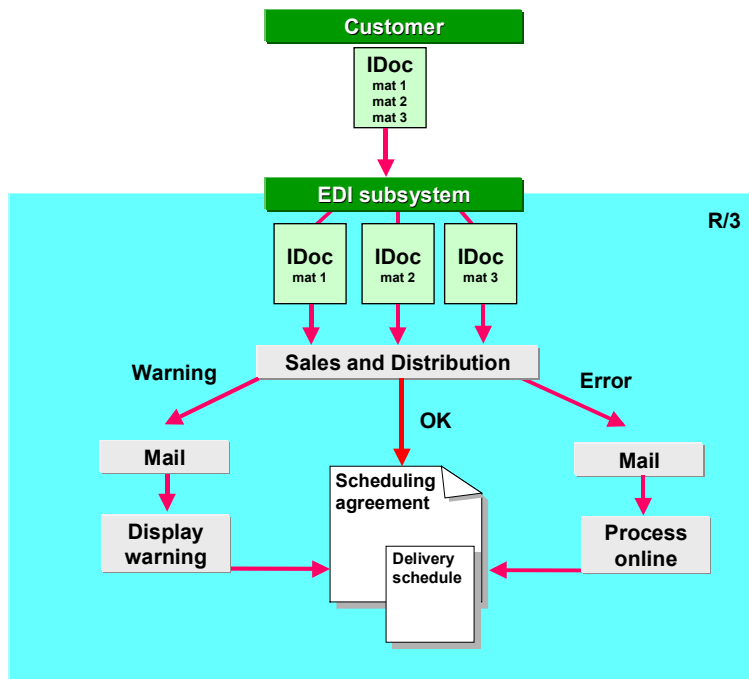 Customer
IDoc
mat 1
mat 2
mat 3
EDI subsystem
R/3
IDoc
mat 1
IDoc
mat 2
IDoc
mat 3
Sales and Distribution
Warning
Error
OK
Mail
Mail
Scheduling
agreement
Display
warning
Process
online
Delivery
schedule